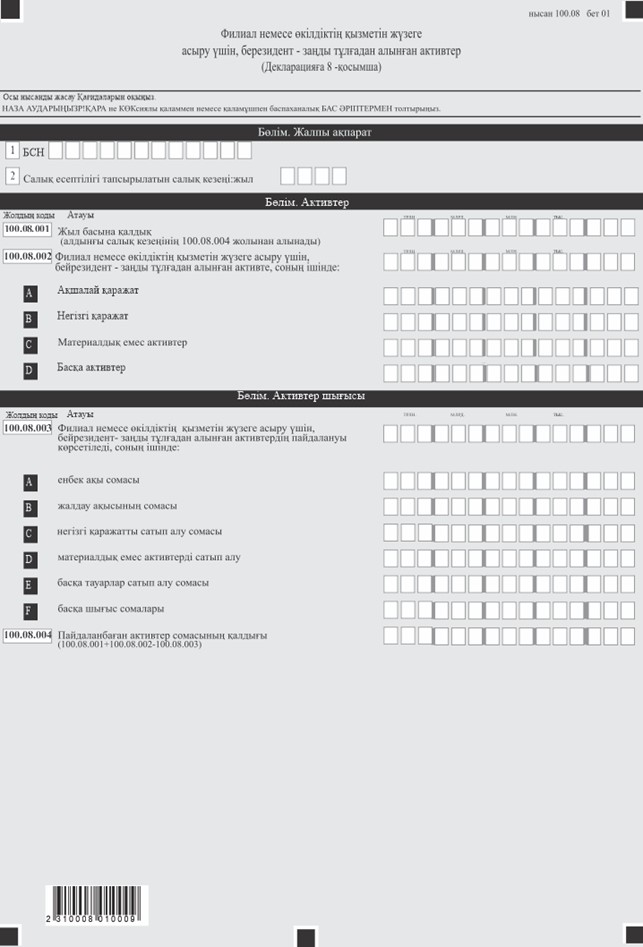 нысан 100.08 бет 01
Филиал немесе өкілдіктің қызметін жүзеге
асыру үшін, березидент - заңды тұлғадан алынған активтер
(Декларацияға 8 -қосымша)
Осы нысанды жасау Қағидаларын оқыңыз.
НАЗА АУДАРЫҢЫЗР!ҚАРА не КӨКсиялы қаламмен немесе қаламұшпен баспаханалық БАС ӘРІПТЕРМЕН толтырыңыз.
Бөлім. Жалпы ақпарат
1 БСН
2 Салық есептілігі тапсырылатын салық кезеңі:жыл
Бөлім. Активтер
Жолдың коды Атауы
100.08.001 Жыл басына қалдық
(алдынғы салық кезеңінің 100.08.004 жолынан алынады)
100.08.002 Филиал немесе өкілдіктің қызметін жүзеге асыру үшін,
бейрезидент - заңды тұлғадан алынған активте, соның ішінде:
A Ақшалай қаражат
B Негізгі қаражат
C Материалдық емес активтер
D Басқа активтер
Бөлім. Активтер шығысы
Жолдың коды Атауы
100.08.003 Филиал немесе өкілдіктің қызметін жүзеге асыру үшін,
бейрезидент- заңды тұлғадан алынған активтердің пайдалануы
көрсетіледі, соның ішінде:
A енбек ақы сомасы
B жалдау ақысының сомасы
C негізгі қаражатты сатып алу сомасы
D материалдық емес активтерді сатып алу
E басқа тауарлар сатып алу сомасы
F басқа шығыс сомалары
100.08.004 Пайдаланбаған активтер сомасының қалдығы
(100.08.001+100.08.002-100.08.003)
2 310008 010009